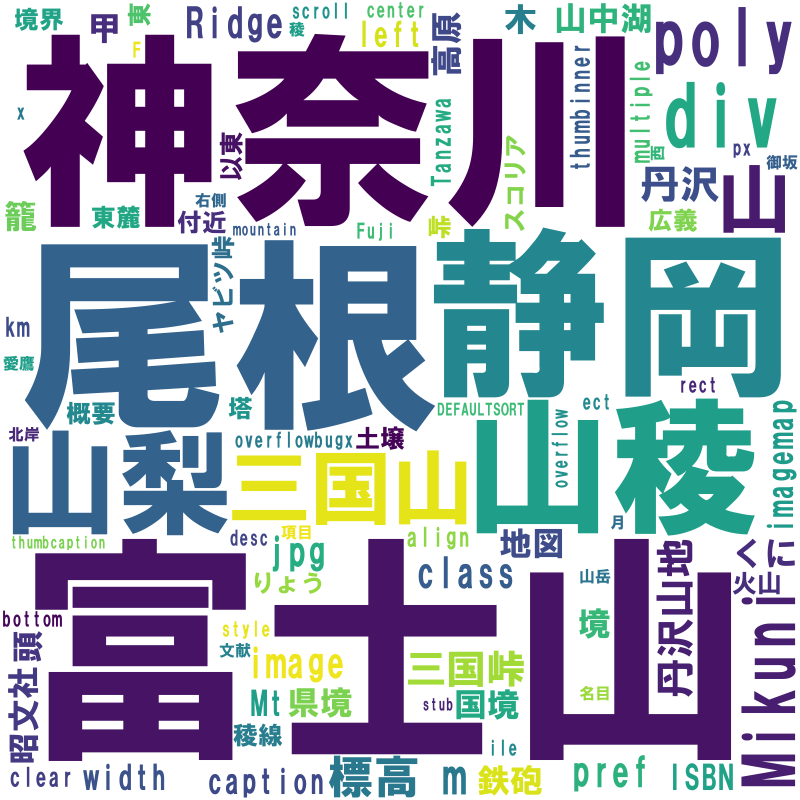 境界
甲
東
Ridge
scroll
稜
center
left
F
高原
木
山中湖
poly
x
神奈川
以東
Tanzawa
スコリア
thumbinner
multiple
西
div
px
御坂
丹沢
山
籠
東麓
付近
右側
mountain
Fuji
峠
広義
尾根
ヤビツ峠
静岡
km
愛鷹
概要
塔
DEFAULTSORT
ect
rect
北岸
overflowbugx
土壌
overflow
imagemap
山梨
三国山
山稜
thumbcaption
desc
項目
align
月
jpg
地図
くに
りょう
class
山岳
丹沢山地
火山
富士山
bottom
style
文献
境
image
三国峠
昭文社
頭
Mt
県境
stub
国境
名目
Mikuni
稜線
ile
clear
width
caption
標高
m
鉄砲
pref
ISBN